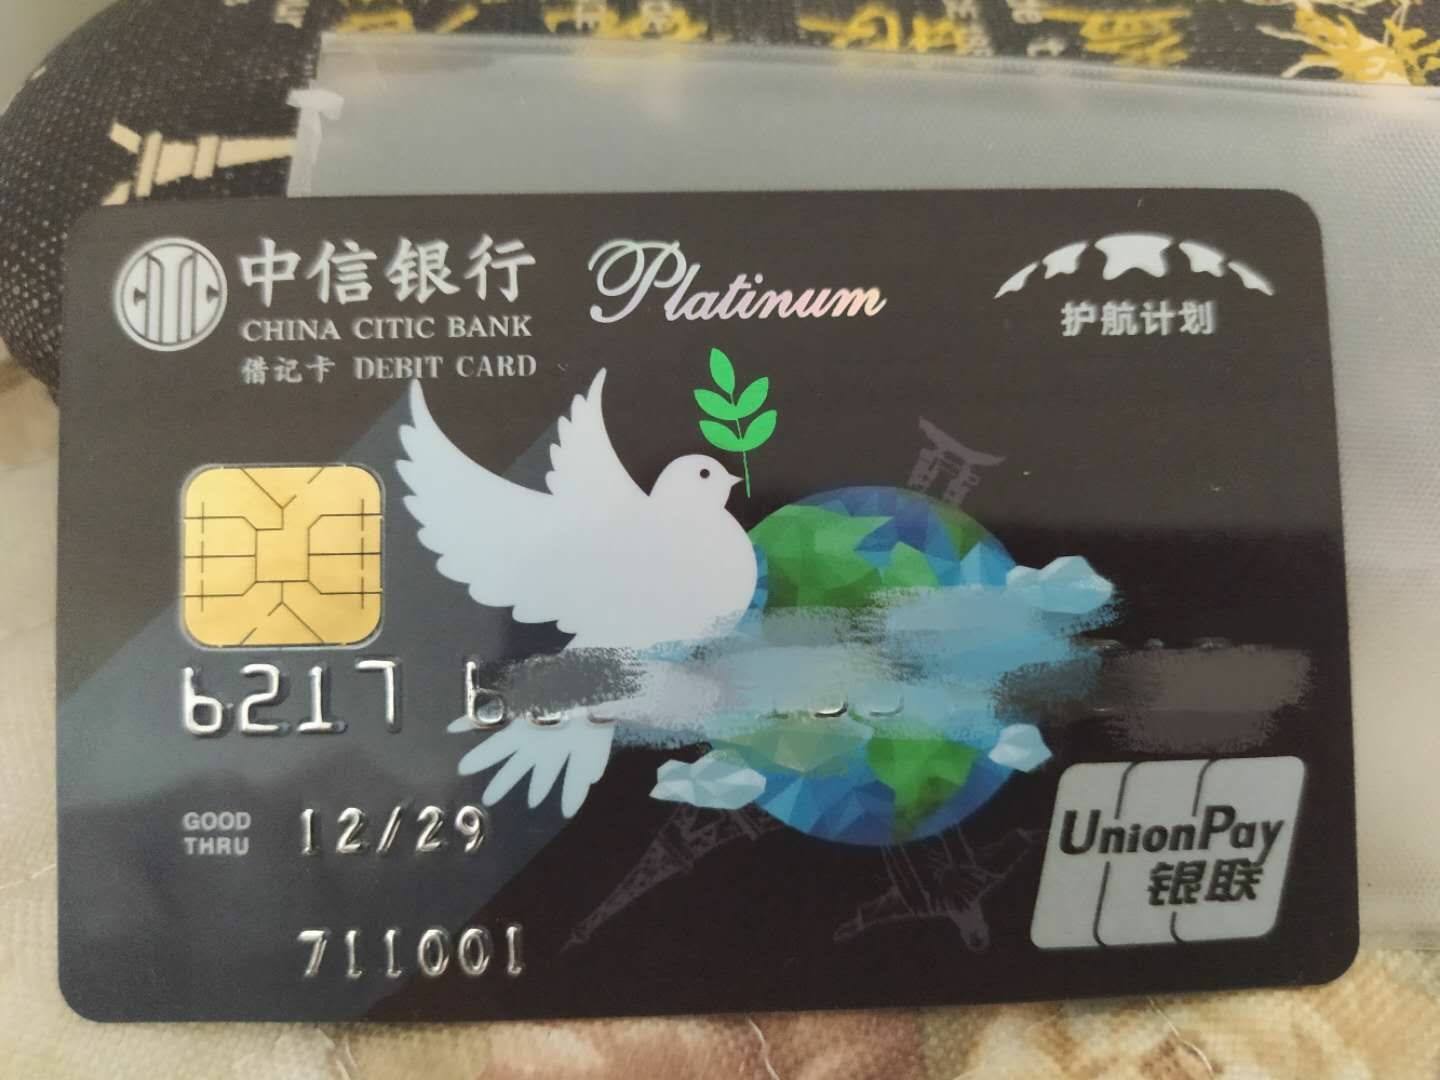 CITIC
中信银行
CHINA CITIC BANK
借记卡 DEBIT CARD
Platinum
护航计划
6217
GOOD
THRU
12/29
711001
UnionPay
银联